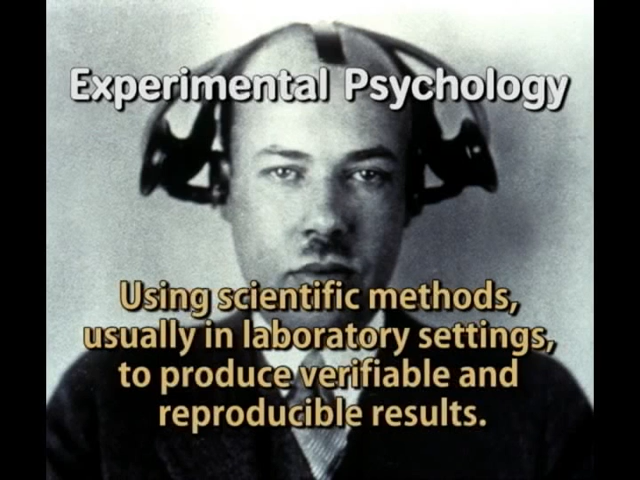 Experimental Psychology
Using scientific methods,
usually in laboratory settings,
to produce verifiable and
reproducible results.